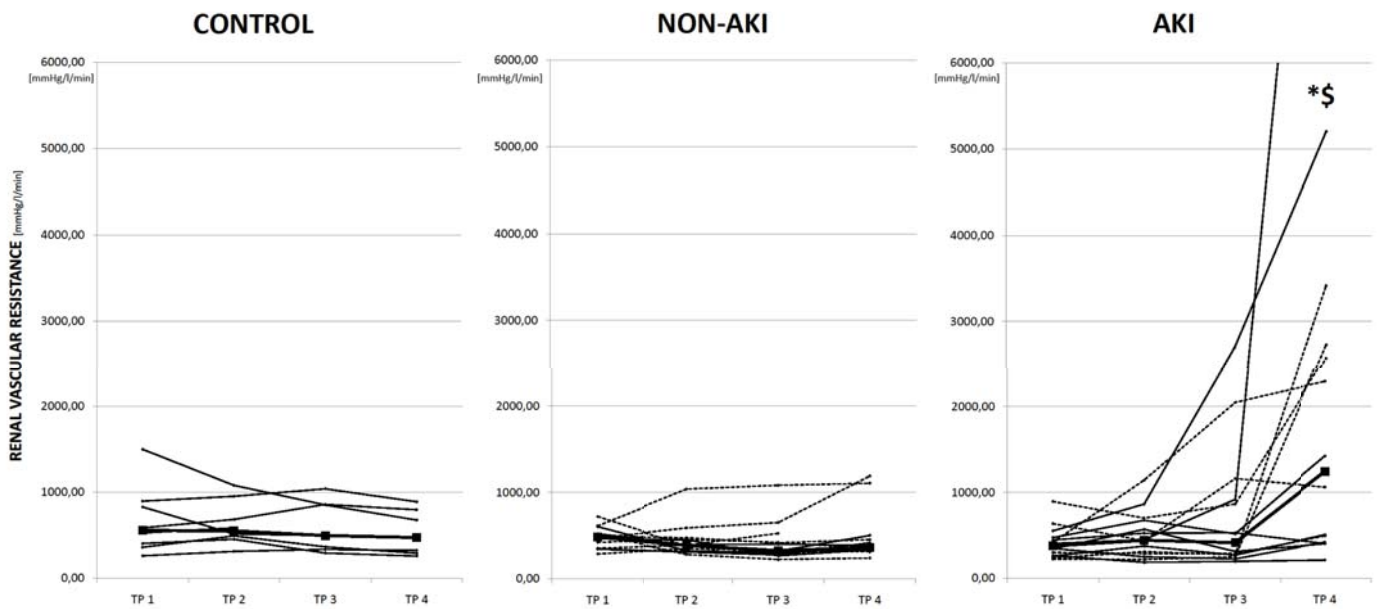 CONTROL
NON-AKI
AKI
RENAL VASCULAR RESISTANCE [mmHg/l/min]
6000,00
[mmHg/l/min]
5000,00
4000,00
3000,00
2000,00
1000,00
0,00
TP 1 TP 2 TP 3 TP 4
6000,00
[mmHg/l/min]
5000,00
4000,00
3000,00
2000,00
1000,00
0,00
TP 1 TP 2 TP 3 TP 4
6000,00
[mmHg/l/min]
5000,00
4000,00
3000,00
2000,00
1000,00
0,00
*$
TP 1 TP 2 TP 3 TP 4